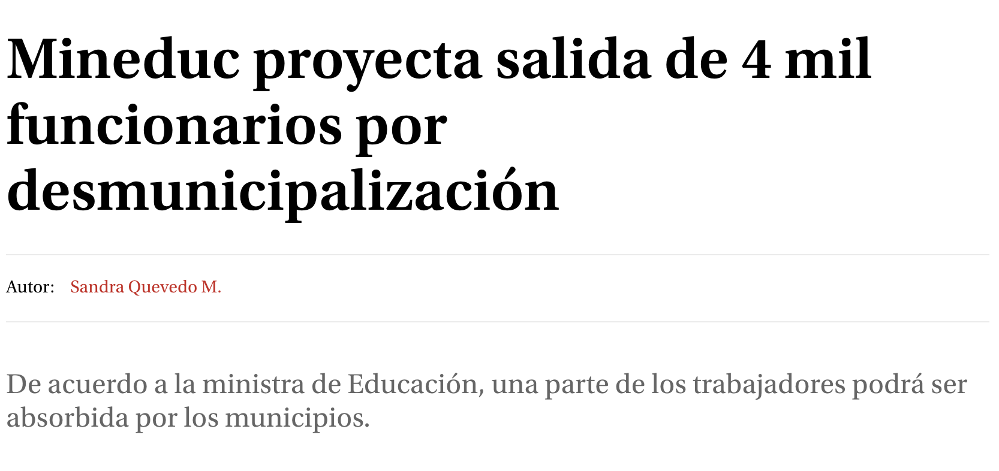 Mineduc proyecta salida de 4 mil
funcionarios por
desmunicipalización
Autor: Sandra Quevedo M.
De acuerdo a la ministra de Educación, una parte de los trabajadores podrá ser
absorbida por los municipios.